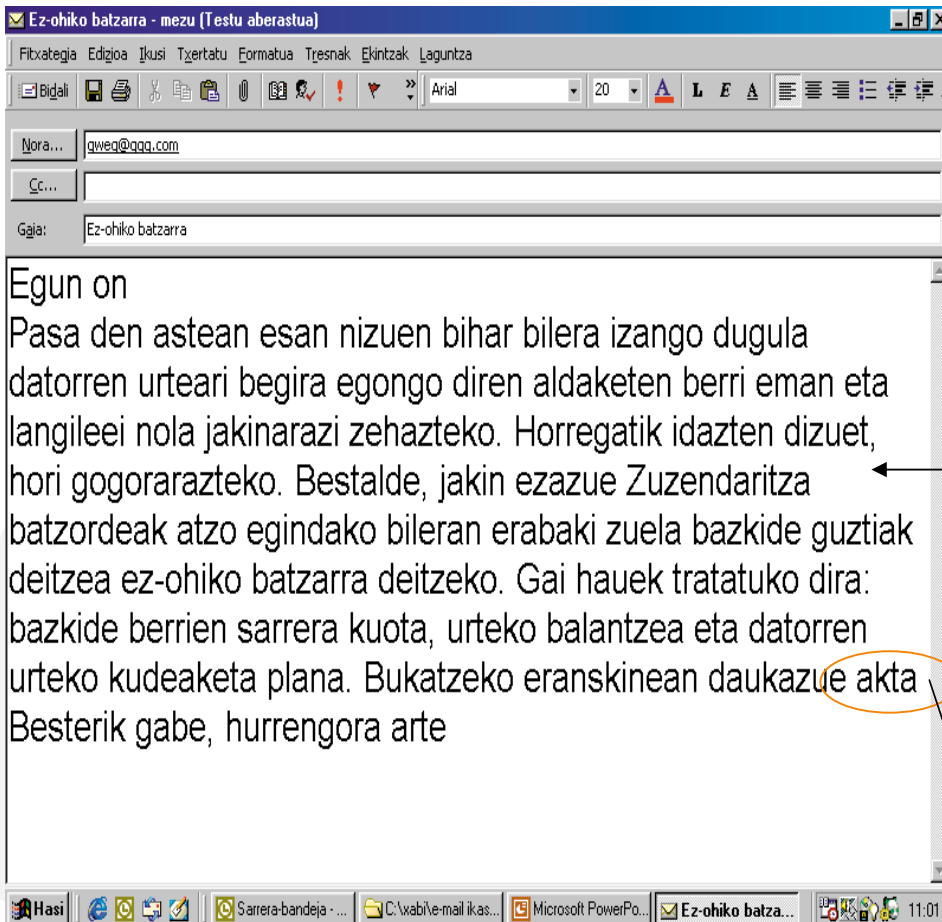 Ez-ohiko batzarra - mezu (Testu aberastua)
Fitxategia Edizioa Ikusi Txertatu Formatua Tresnak Ekintzak Laguntza
Bidali Arial 20 A L E A
Nora... qweq@qqq.com
Cc...
Gaia: Ez-ohiko batzarra
Egun on
Pasa den astean esan nizuen bihar bilera izango dugula
datorren urteari begira egongo diren aldaketen berri eman eta
langileei nola jakinarazi zehazteko. Horregatik idazten dizuet,
hori gogorarazteko. Bestalde, jakin ezazue Zuzendaritza
batzordeak atzo egindako bileran erabaki zuela bazkide guztiak
deitzea ez-ohiko batzarra deitzeko. Gai hauek tratatuko dira:
bazkide berrien sarrera kuota, urteko balantzea eta datorren
urteko kudeaketa plana. Bukatzeko eranskinean daukazue akta
Besterik gabe, hurrengora arte
Hasi Sarrera-bandeja - ... C:\xabi\e-mail ikas... Microsoft PowerPo... Ez-ohiko batza... 11:01